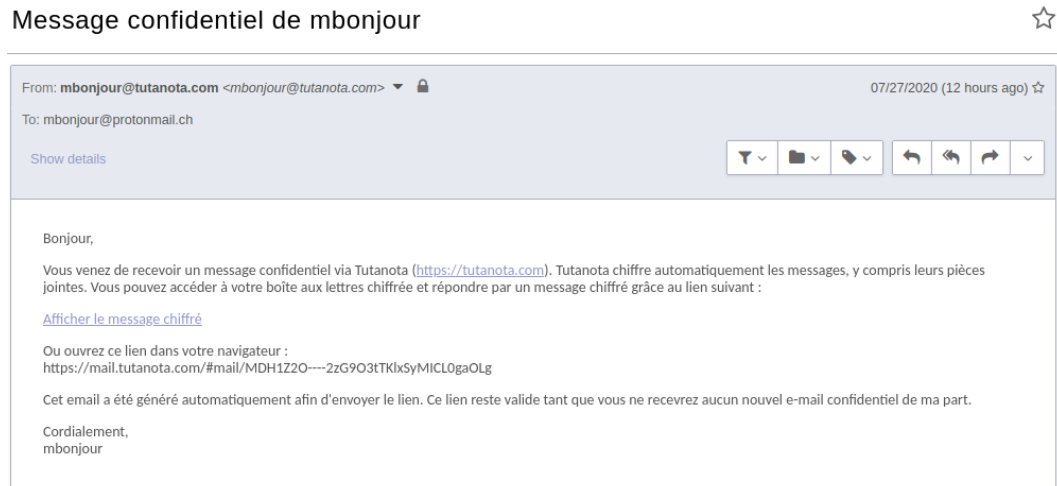 Message confidentiel de mbonjour
From: mbonjour@tutanota.com <mbonjour@tutanota.com>
07/27/2020 (12 hours ago)
To: mbonjour@protonmail.ch
Show details
Bonjour,
Vous venez de recevoir un message confidentiel via Tutanota (https://tutanota.com). Tutanota chiffre automatiquement les messages, y compris leurs pièces
jointes. Vous pouvez accéder à votre boîte aux lettres chiffrée et répondre par un message chiffré grâce au lien suivant :
Afficher le message chiffré
Ou ouvrez ce lien dans votre navigateur :
https://mail.tutanota.com/#mail/MDH1Z2O----2zG9O3tTKlxSyMICL0gaOLg
Cet email a été généré automatiquement afin d'envoyer le lien. Ce lien reste valide tant que vous ne recevrez aucun nouvel e-mail confidentiel de ma part.
Cordialement,
mbonjour